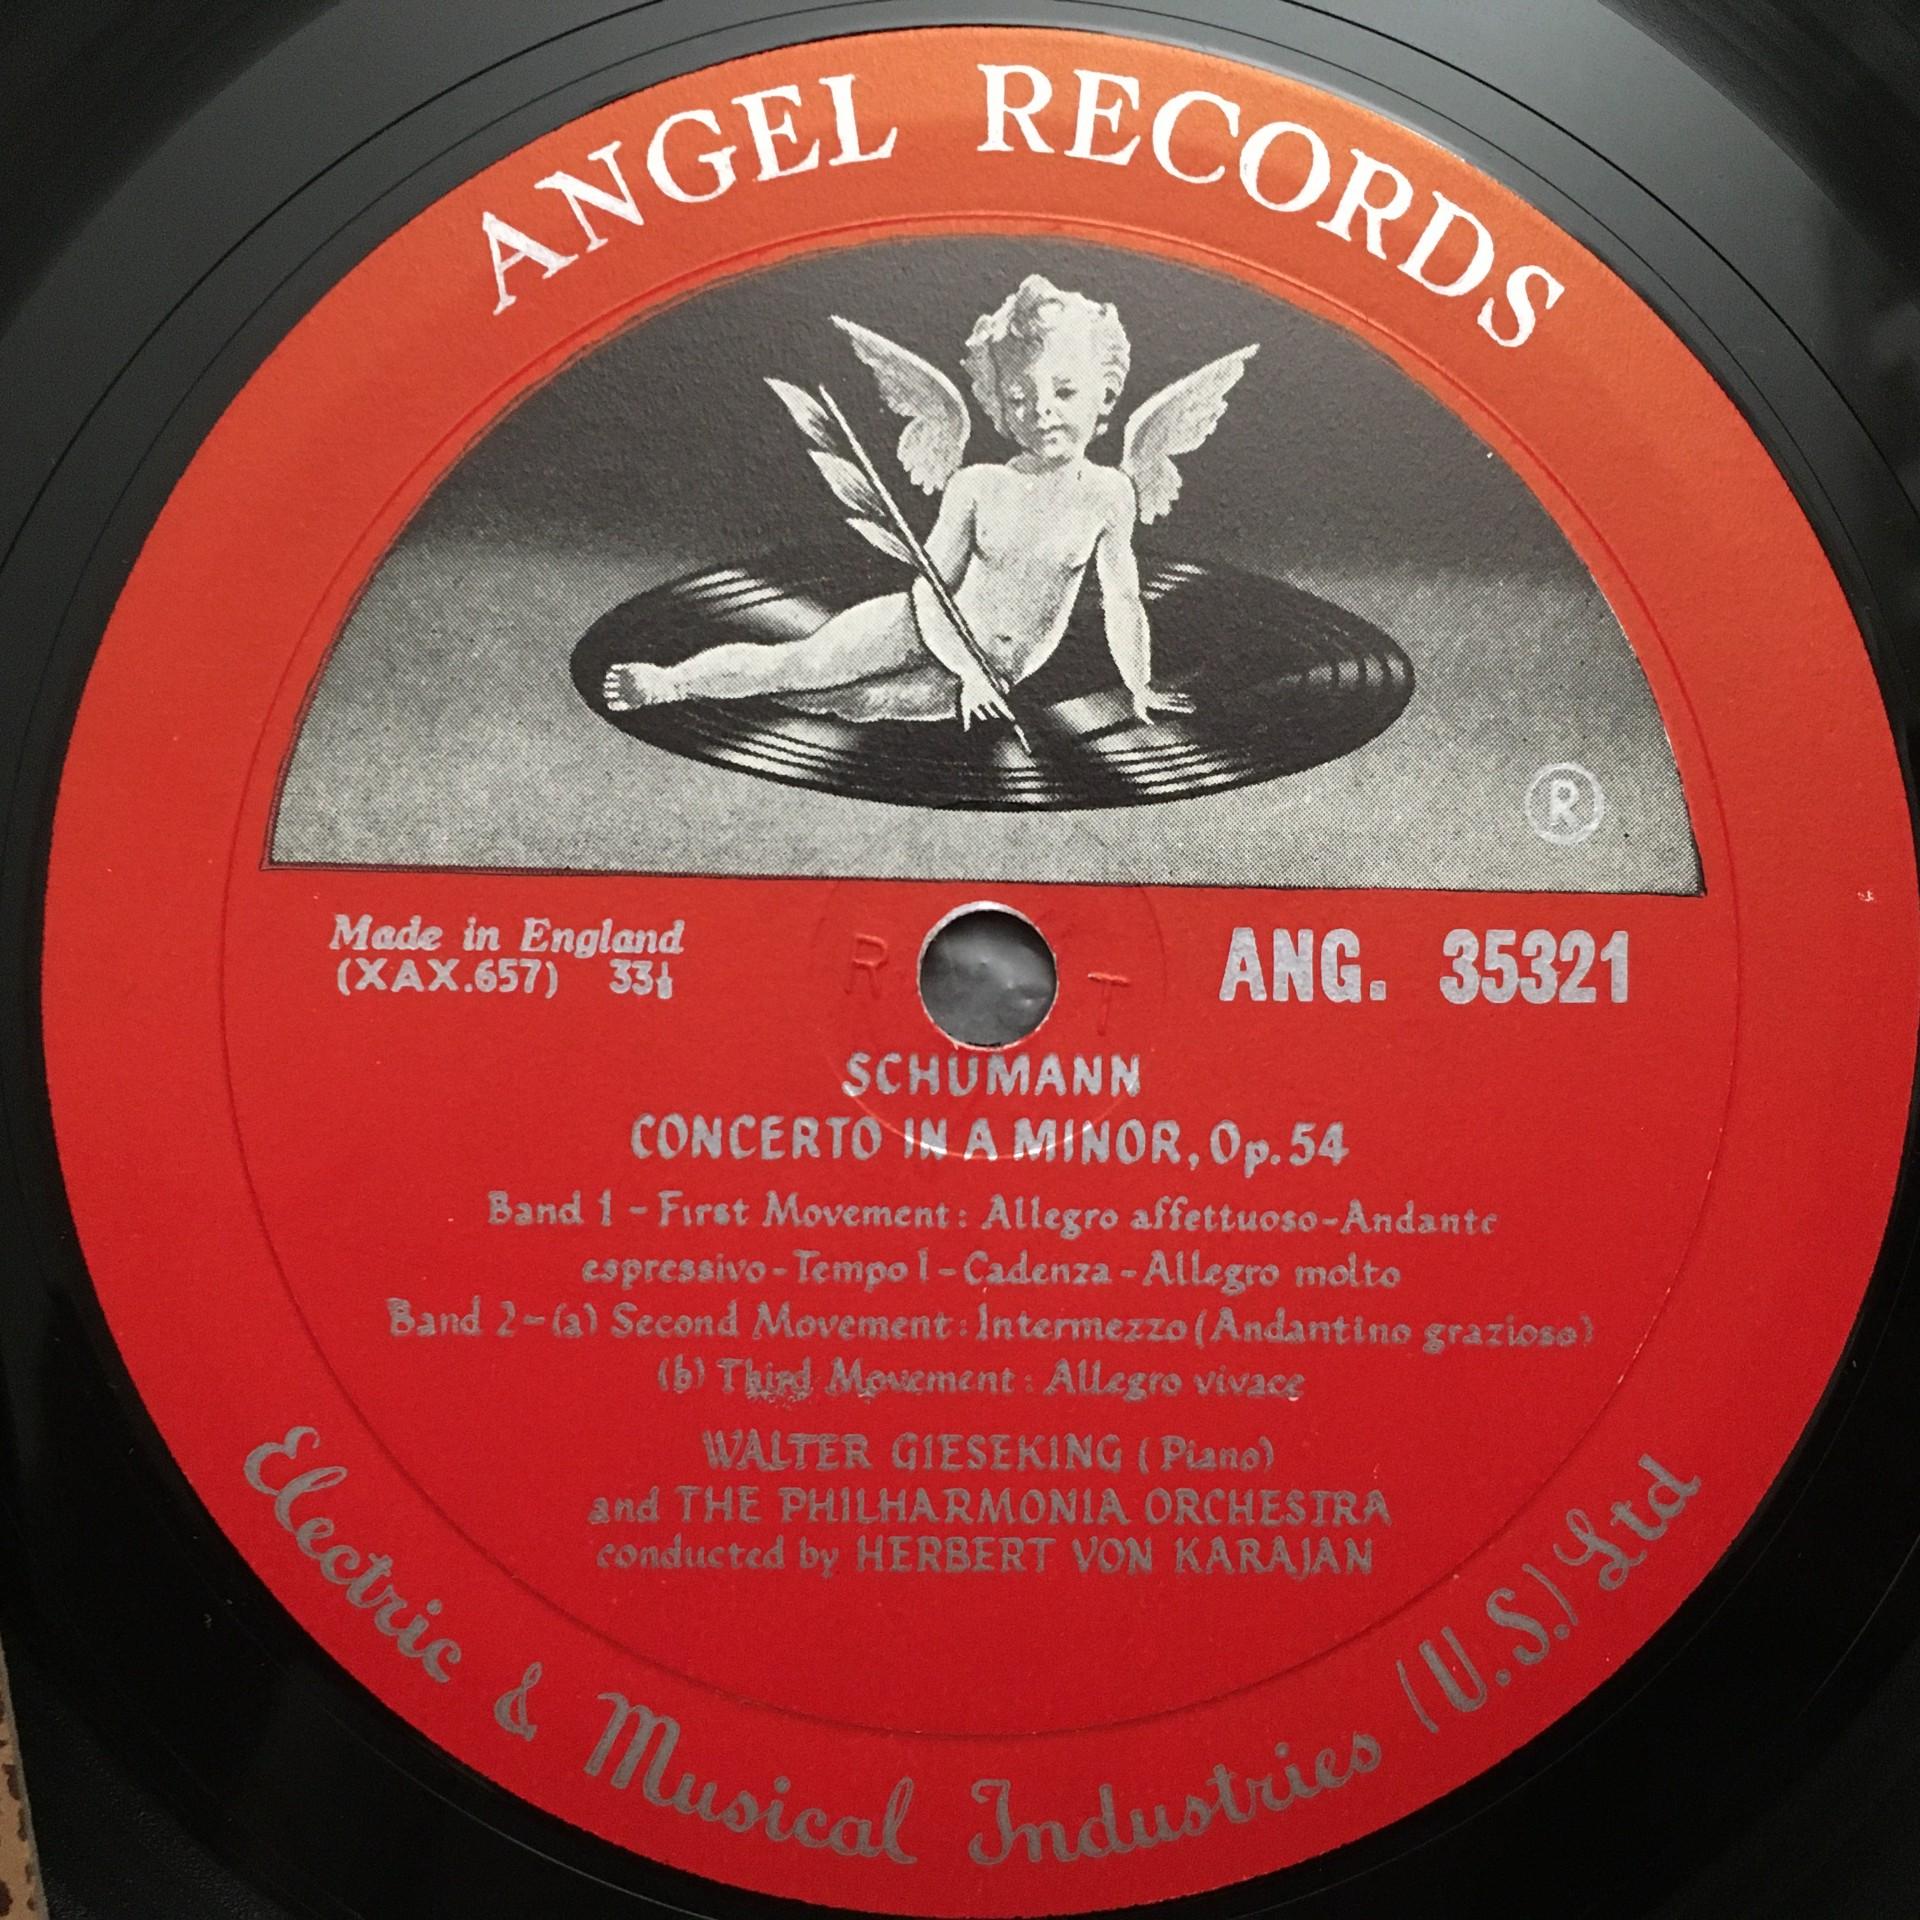 ANGEL RECORDS
®
Made in England
(XAX.657) 33⅓
R T
ANG. 35321
SCHUMANN
CONCERTO IN A MINOR, Op.54
Band 1 - First Movement: Allegro affettuoso-Andante
espressivo-Tempo I-Cadenza-Allegro molto
Band 2-(a) Second Movement: Intermezzo (Andantino grazioso)
(b) Third Movement: Allegro vivace
WALTER GIESEKING (Piano)
and THE PHILHARMONIA ORCHESTRA
conducted by HERBERT VON KARAJAN
Electric & Musical Industries (U.S.) Ltd